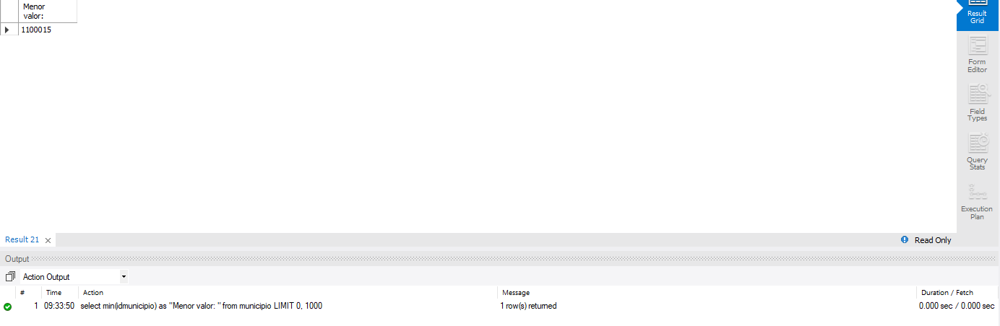 Menor
valor:
1100015
Result
Grid
Form
Editor
Field
Types
Query
Stats
Execution
Plan
Result 21
Read Only
Output
Action Output
# Time Action Message Duration / Fetch
1 09:33:50 select min(idmunicipio) as "Menor valor: " from municipio LIMIT 0, 1000 1 row(s) returned 0.000 sec / 0.000 sec